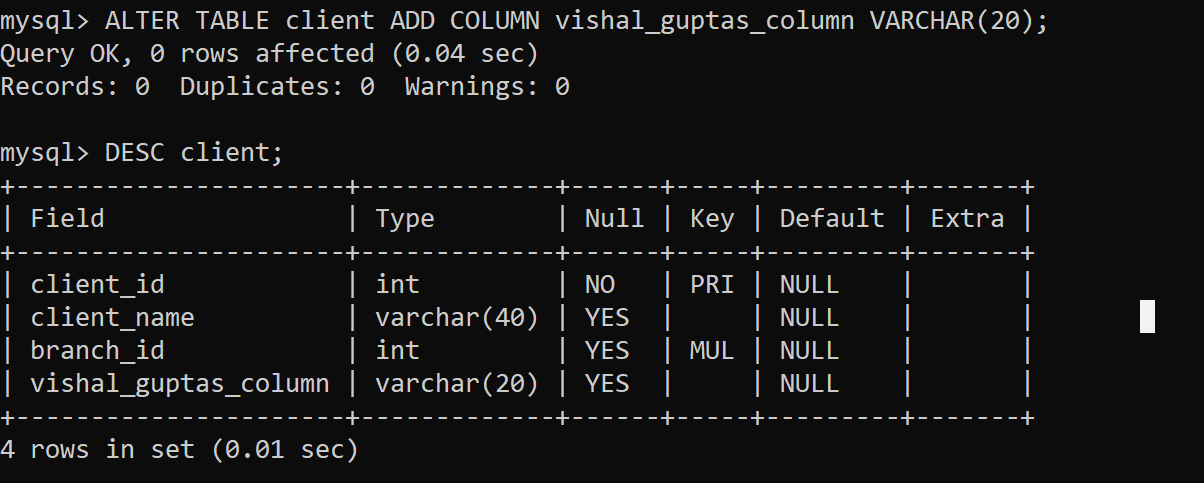 mysql> ALTER TABLE client ADD COLUMN vishal_guptas_column VARCHAR(20);
Query OK, 0 rows affected (0.04 sec)
Records: 0  Duplicates: 0  Warnings: 0

mysql> DESC client;
+----------------------+-------------+------+-----+---------+-------+
| Field                | Type        | Null | Key | Default | Extra |
+----------------------+-------------+------+-----+---------+-------+
| client_id            | int         | NO   | PRI | NULL    |       |
| client_name          | varchar(40) | YES  |     | NULL    |       |
| branch_id            | int         | YES  | MUL | NULL    |       |
| vishal_guptas_column | varchar(20) | YES  |     | NULL    |       |
+----------------------+-------------+------+-----+---------+-------+
4 rows in set (0.01 sec)